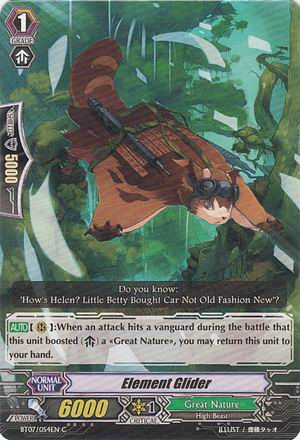 1
GRADE
SHIELD
5000
Do you know:
'How's Helen? Little Betty Bought Car Not Old Fashion New'?
AUTO [ ]:When an attack hits a vanguard during the battle that
this unit boosted ( ) a «Great Nature», you may return this unit to
your hand.
NORMAL
UNIT
Element Glider
POWER
6000
1
CRITICAL
Great Nature
High Beast
BT07/054EN C
ILLUST / 齋藤タヶオ